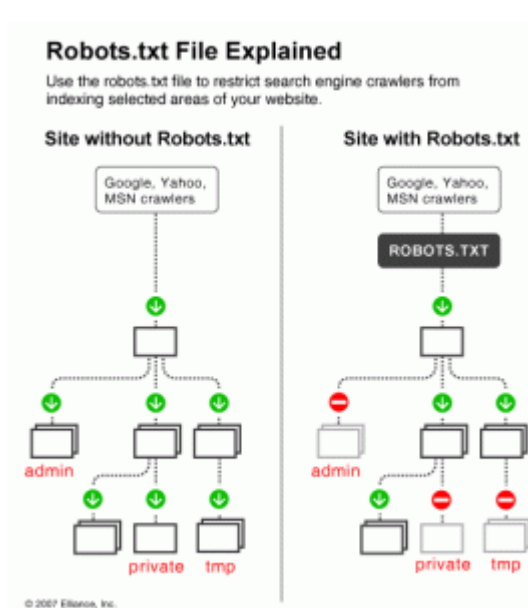 Robots.txt File Explained
Use the robots.txt file to restrict search engine crawlers from
indexing selected areas of your website.
Site without Robots.txt
Google, Yahoo,
MSN crawlers
admin
private
tmp
Site with Robots.txt
Google, Yahoo,
MSN crawlers
ROBOTS.TXT
admin
private
tmp
© 2007 Elliance, Inc.